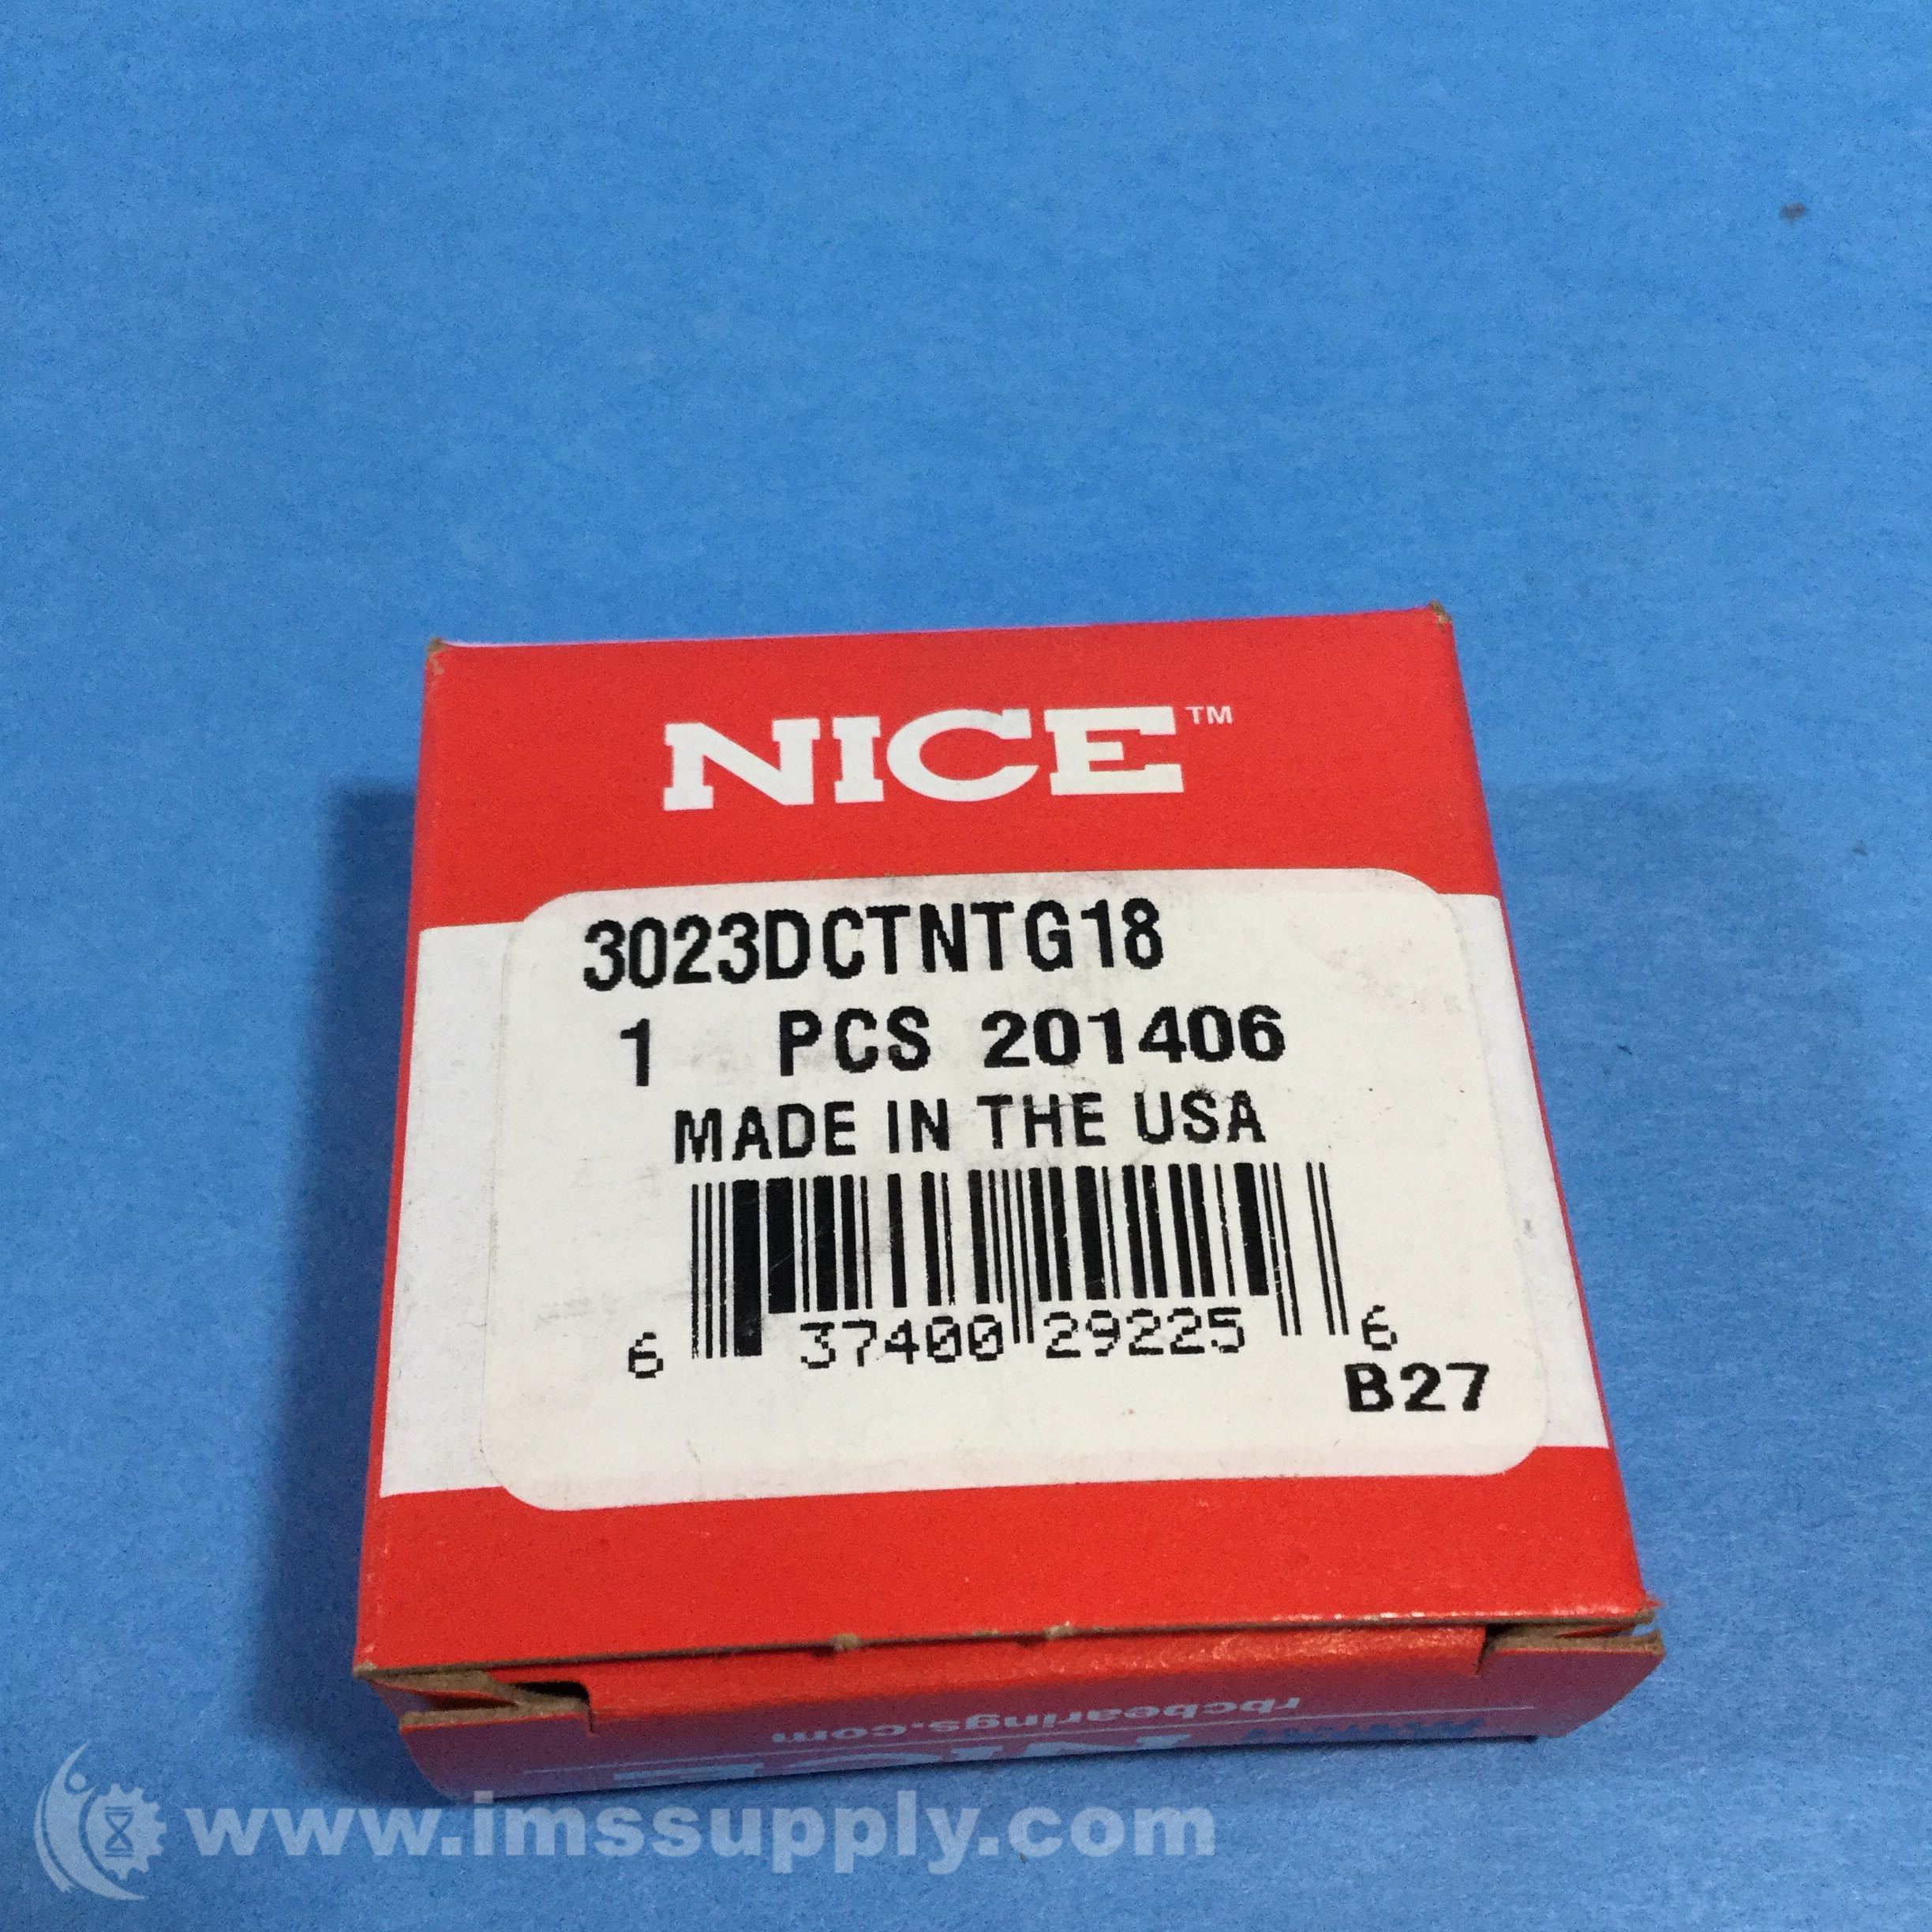 NICE™
3023DCTNTG18
1 PCS 201406
MADE IN THE USA
6 37400 29225 6
B27
rbcbearings.com
NICE
www.imssupply.com